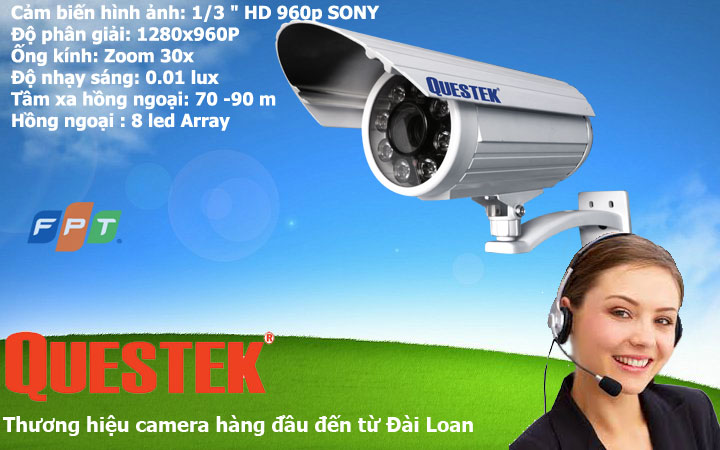 Cảm biến hình ảnh: 1/3 " HD 960p SONY
Độ phân giải: 1280x960P
Ống kính: Zoom 30x
Độ nhạy sáng: 0.01 lux
Tầm xa hồng ngoại: 70 -90 m
Hồng ngoại : 8 led Array
QUESTEK
FPT
QUESTEK®
Thương hiệu camera hàng đầu đến từ Đài Loan